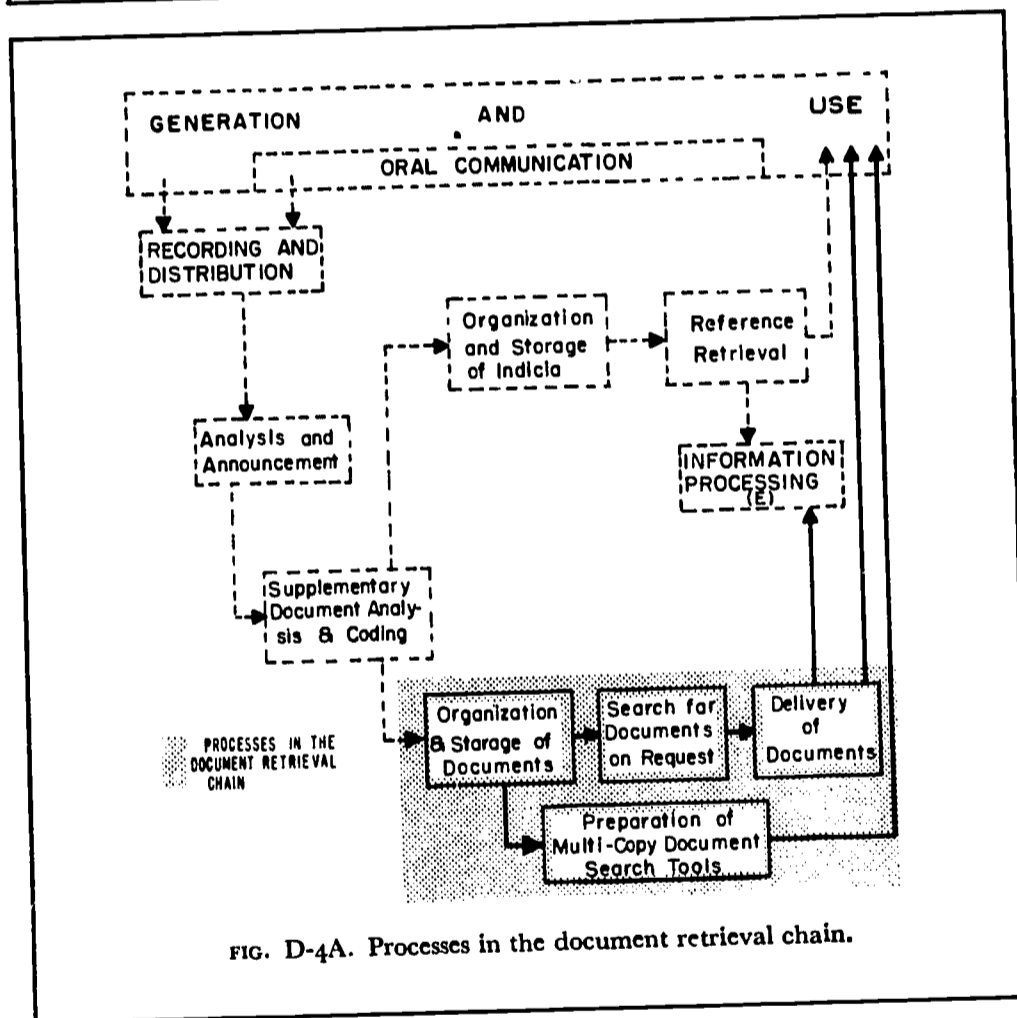 GENERATION AND USE
ORAL COMMUNICATION
RECORDING AND
DISTRIBUTION
Organization
and Storage
of Indicia
Reference
Retrieval
Analysis and
Announcement
INFORMATION
PROCESSING
(E)
Supplementary
Document Analy-
sis & Coding
Organization
& Storage of
Documents
Search for
Documents
on Request
Delivery
of
Documents
PROCESSES IN THE
DOCUMENT RETRIEVAL
CHAIN
Preparation of
Multi-Copy Document
Search Tools
FIG. D-4A. Processes in the document retrieval chain.